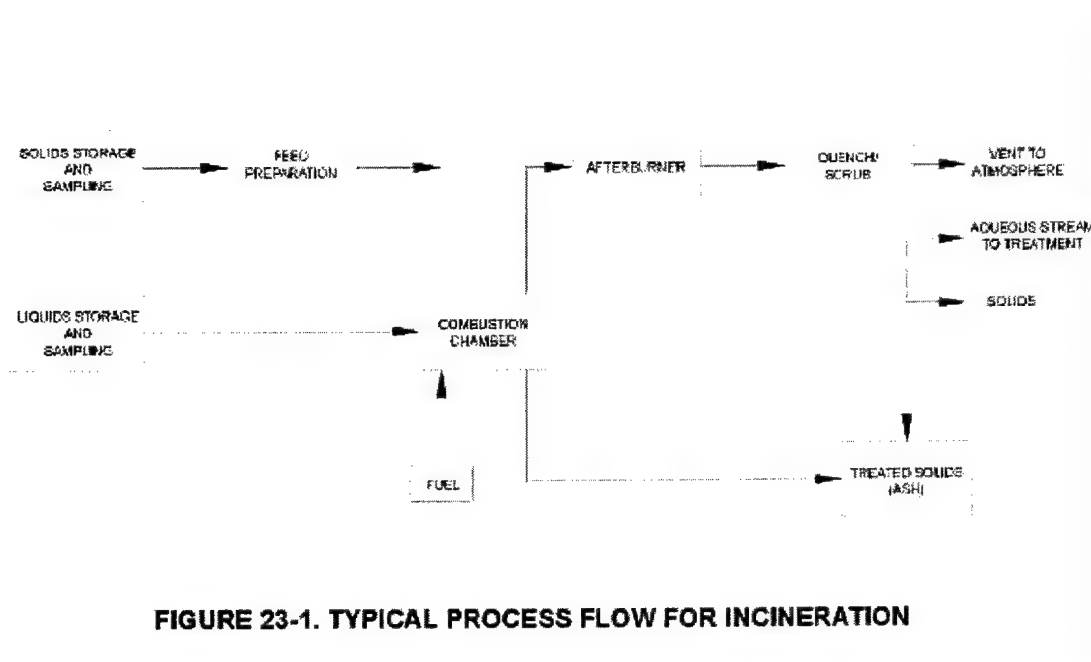 SOLIDS STORAGE
AND
SAMPLING
FEED
PREPARATION
AFTERBURNER
QUENCH/
SCRUB
VENT TO
ATMOSPHERE
AQUEOUS STREAM
TO TREATMENT
SOLIDS
LIQUIDS STORAGE
AND
SAMPLING
COMBUSTION
CHAMBER
FUEL
TREATED SOLIDS
(ASH)
FIGURE 23-1. TYPICAL PROCESS FLOW FOR INCINERATION